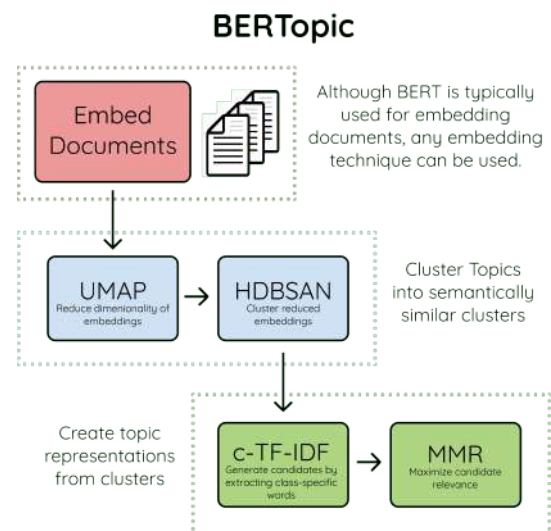 BERTopic
Embed
Documents
Although BERT is typically
used for embedding
documents, any embedding
technique can be used.
UMAP
Reduce dimenionality of
embeddings
HDBSAN
Cluster reduced
embeddings
Cluster Topics
into semantically
similar clusters
Create topic
representations
from clusters
c-TF-IDF
Generate candidates by
extracting class-specific
words
MMR
Maximize candidate
relevance